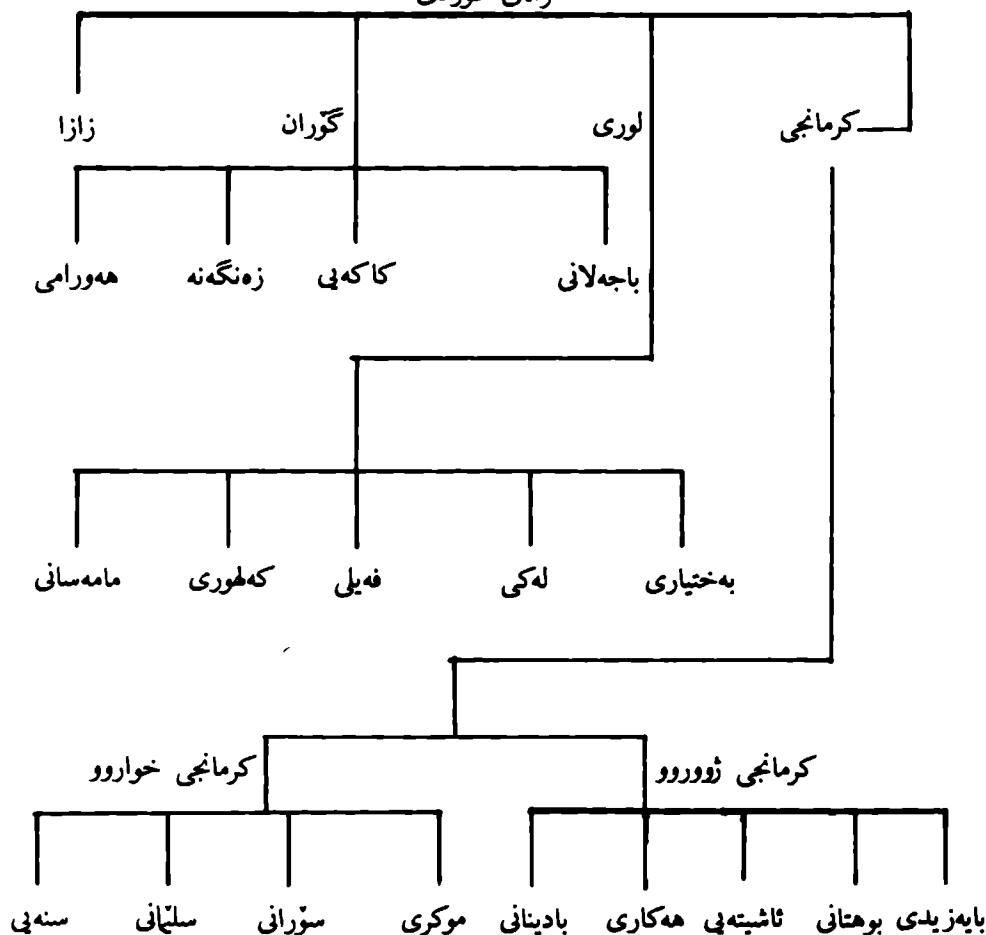 کرمانجی لوری گۆران زازا
باجەلانی کاکەیی زەنگەنە هەورامی
بەختیاری لەکی فەیلی کەلهوری مامەسانی
کرمانجی ژووروو کرمانجی خواروو
بایەزیدی بوهتانی ئاشیتەیی هەکاری بادینانی موکری سۆرانی سلێمانی سنەیی